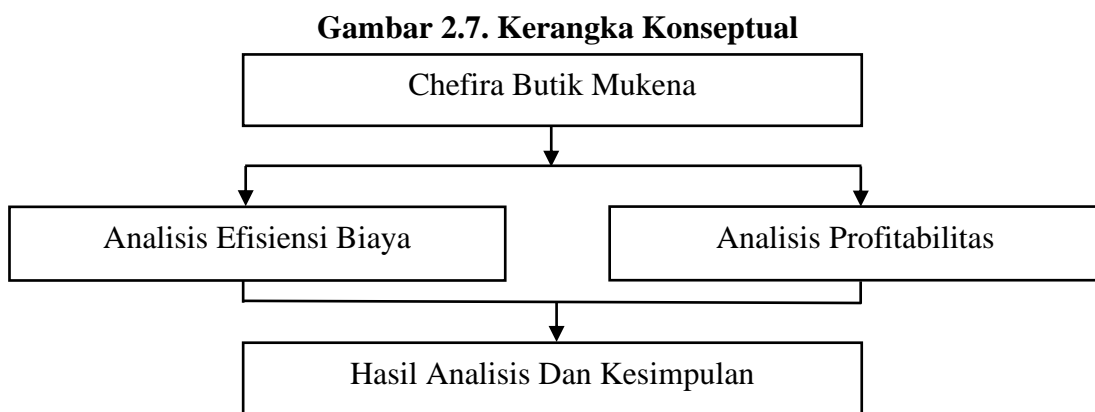 Gambar 2.7. Kerangka Konseptual
Chefira Butik Mukena
Analisis Efisiensi Biaya
Analisis Profitabilitas
Hasil Analisis Dan Kesimpulan